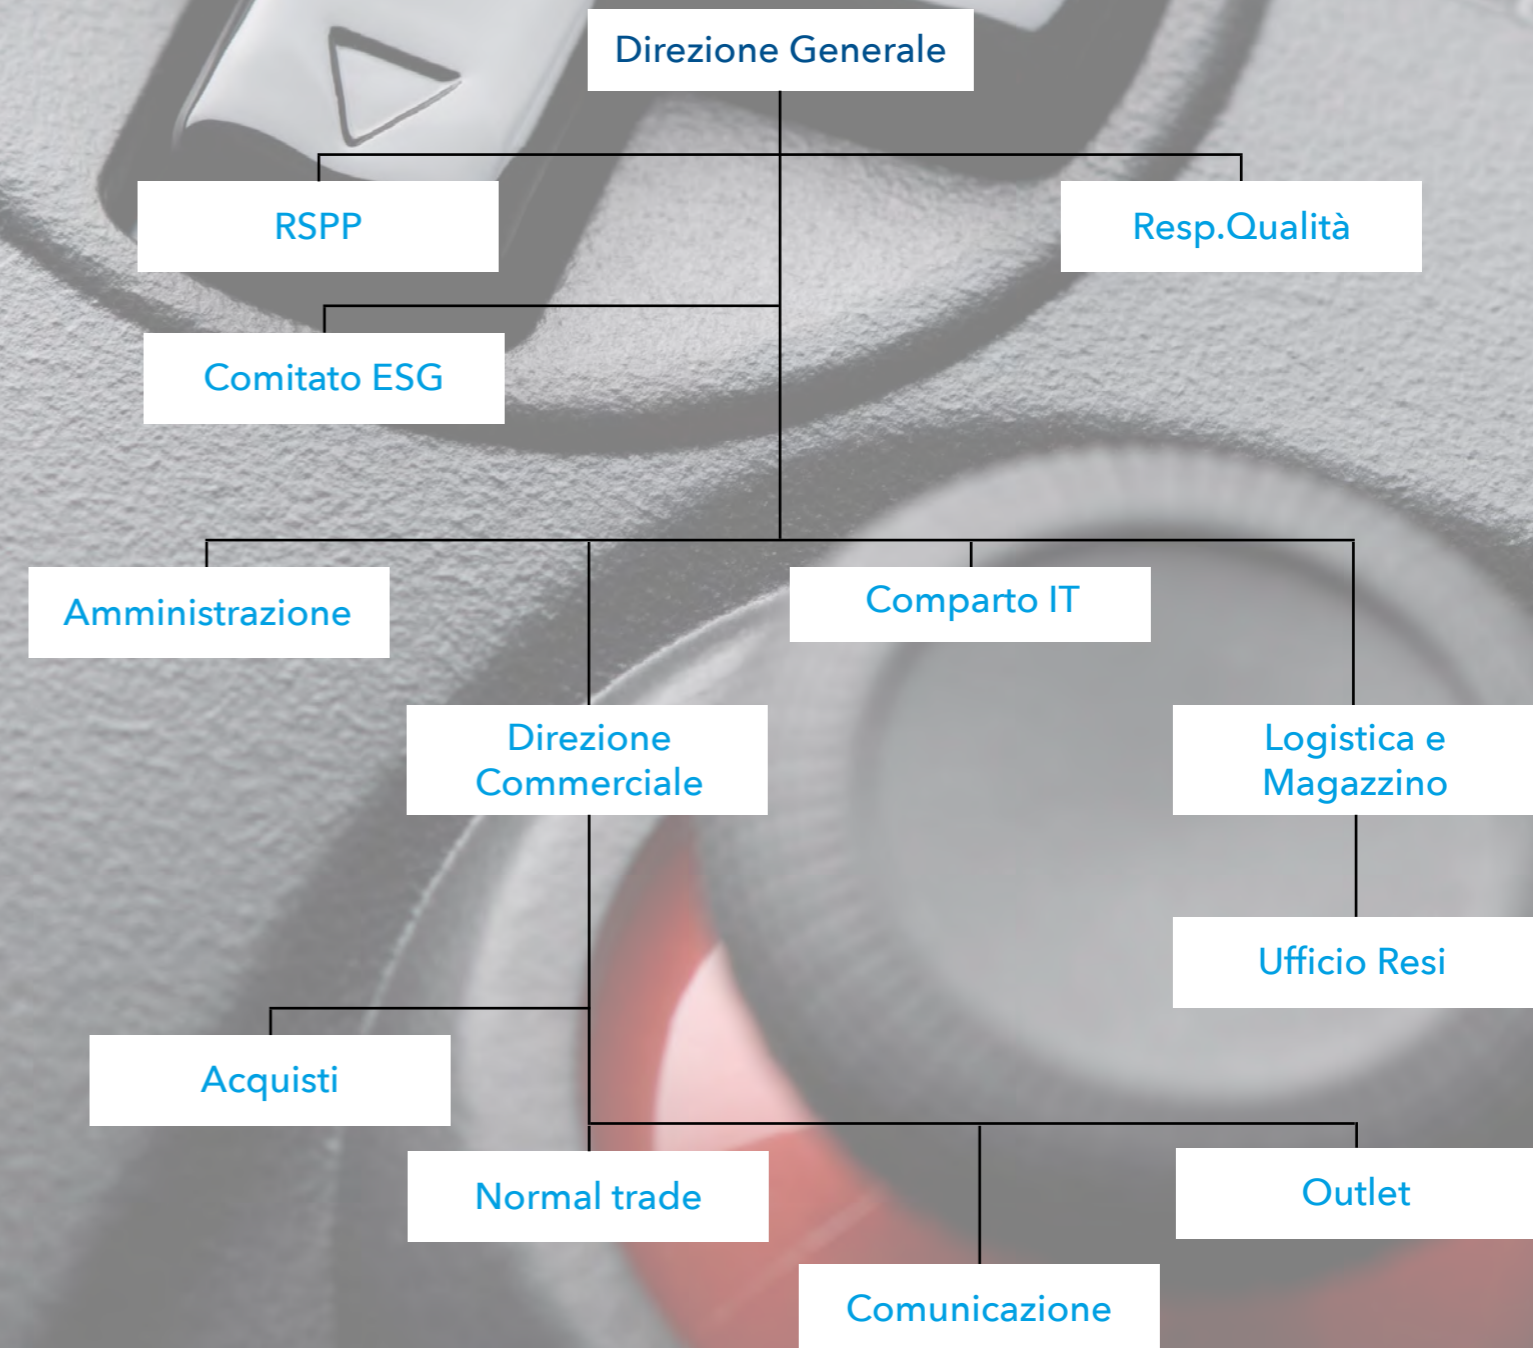 Direzione Generale
RSPP
Resp.Qualità
Comitato ESG
Amministrazione
Comparto IT
Direzione
Commerciale
Logistica e
Magazzino
Ufficio Resi
Acquisti
Normal trade
Outlet
Comunicazione